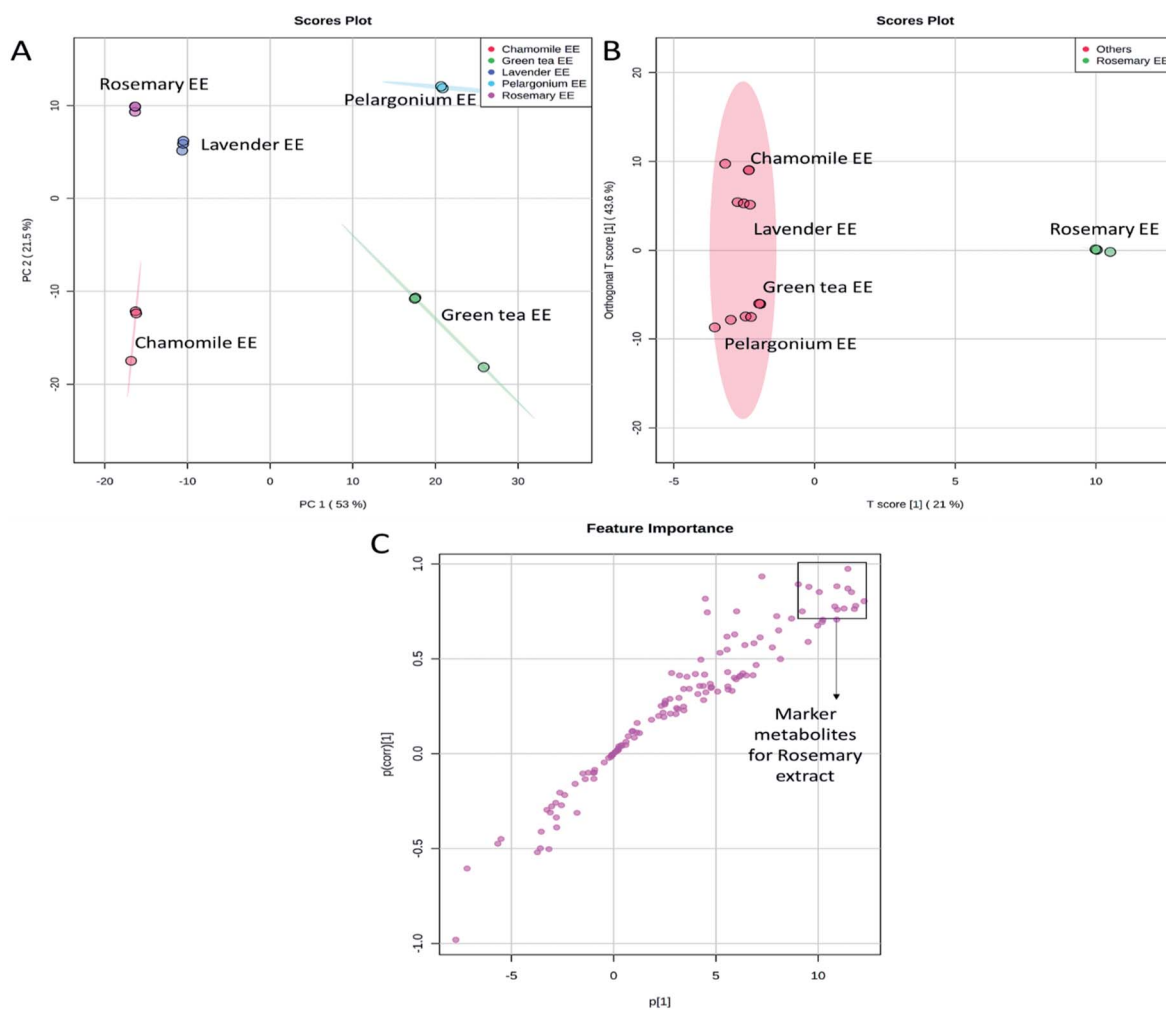 A
Scores Plot
Chamomile EE
Green tea EE
Lavender EE
Pelargonium EE
Rosemary EE
Rosemary EE
Pelargonium EE
Lavender EE
Green tea EE
Chamomile EE
PC 2 ( 21.5 %)
10
0
-10
-20
-20
-10
0
10
20
30
PC 1 ( 53 %)
B
Scores Plot
Others
Rosemary EE
Chamomile EE
Lavender EE
Rosemary EE
Green tea EE
Pelargonium EE
Orthogonal T score [1] ( 43.6 %)
20
10
0
-10
-20
-5
0
5
10
T score [1] ( 21 %)
C
Feature Importance
Marker
metabolites
for Rosemary
extract
p(corr)[1]
1.0
0.5
0.0
-0.5
-1.0
-5
0
5
10
p[1]